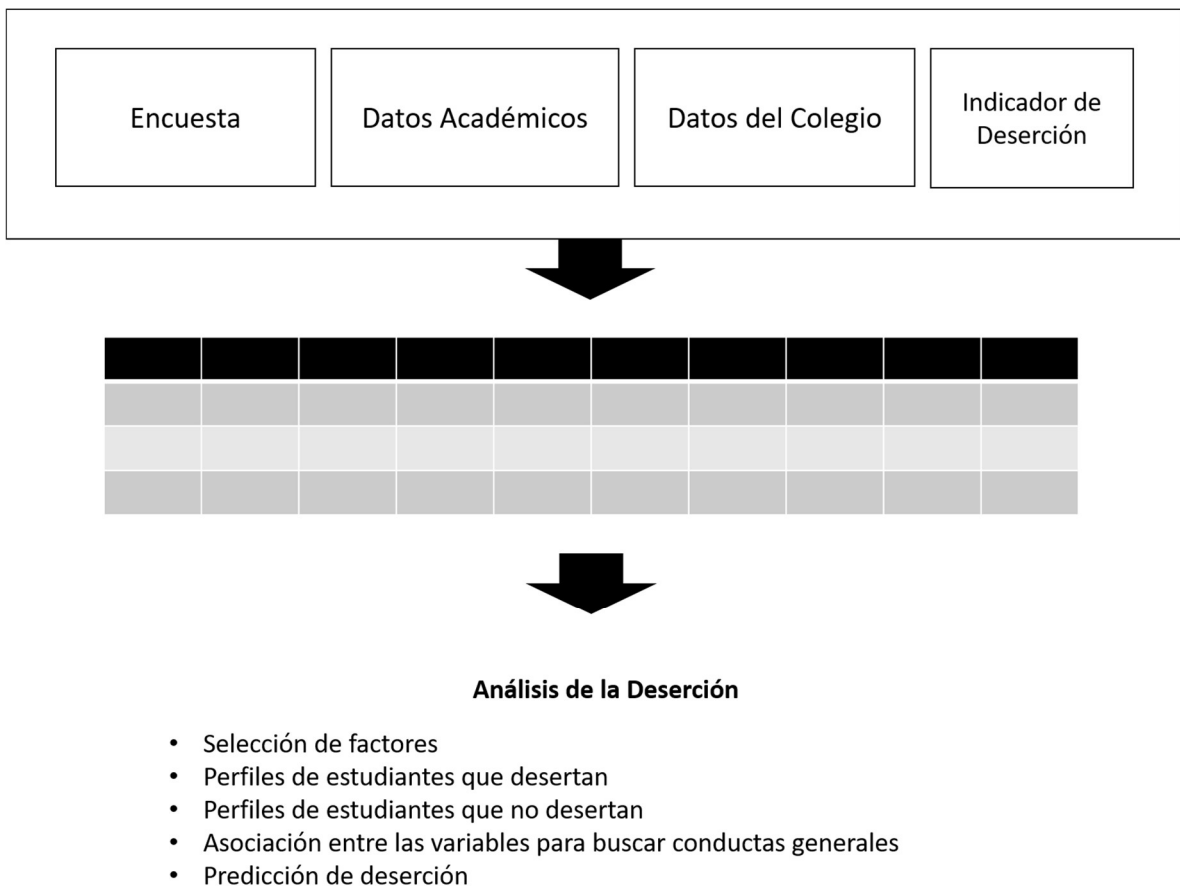 Encuesta
Datos Académicos
Datos del Colegio
Indicador de
Deserción
Análisis de la Deserción
• Selección de factores
• Perfiles de estudiantes que desertan
• Perfiles de estudiantes que no desertan
• Asociación entre las variables para buscar conductas generales
• Predicción de deserción